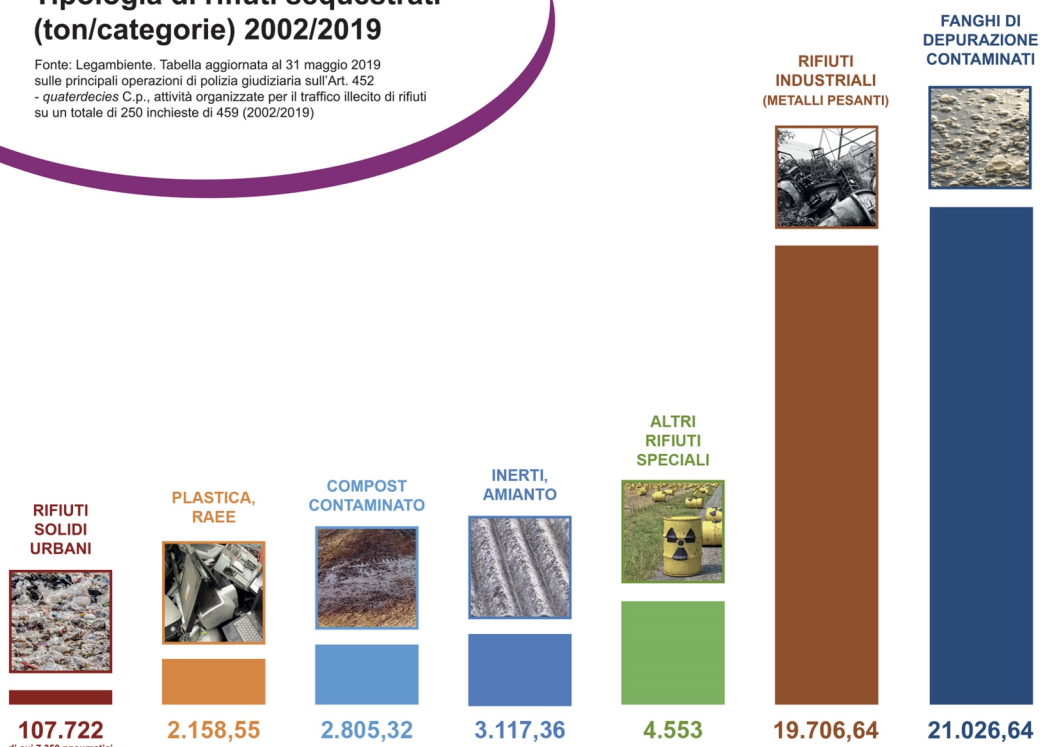 Tipologia di rifiuti sequestrati
(ton/categorie) 2002/2019
Fonte: Legambiente. Tabella aggiornata al 31 maggio 2019
sulle principali operazioni di polizia giudiziaria sull'Art. 452
- quaterdecies C.p., attività organizzate per il traffico illecito di rifiuti
su un totale di 250 inchieste di 459 (2002/2019)
RIFIUTI
SOLIDI
URBANI
107.722
PLASTICA,
RAEE
2.158,55
COMPOST
CONTAMINATO
2.805,32
INERTI,
AMIANTO
3.117,36
ALTRI
RIFIUTI
SPECIALI
4.553
RIFIUTI
INDUSTRIALI
(METALLI PESANTI)
19.706,64
FANGHI DI
DEPURAZIONE
CONTAMINATI
21.026,64